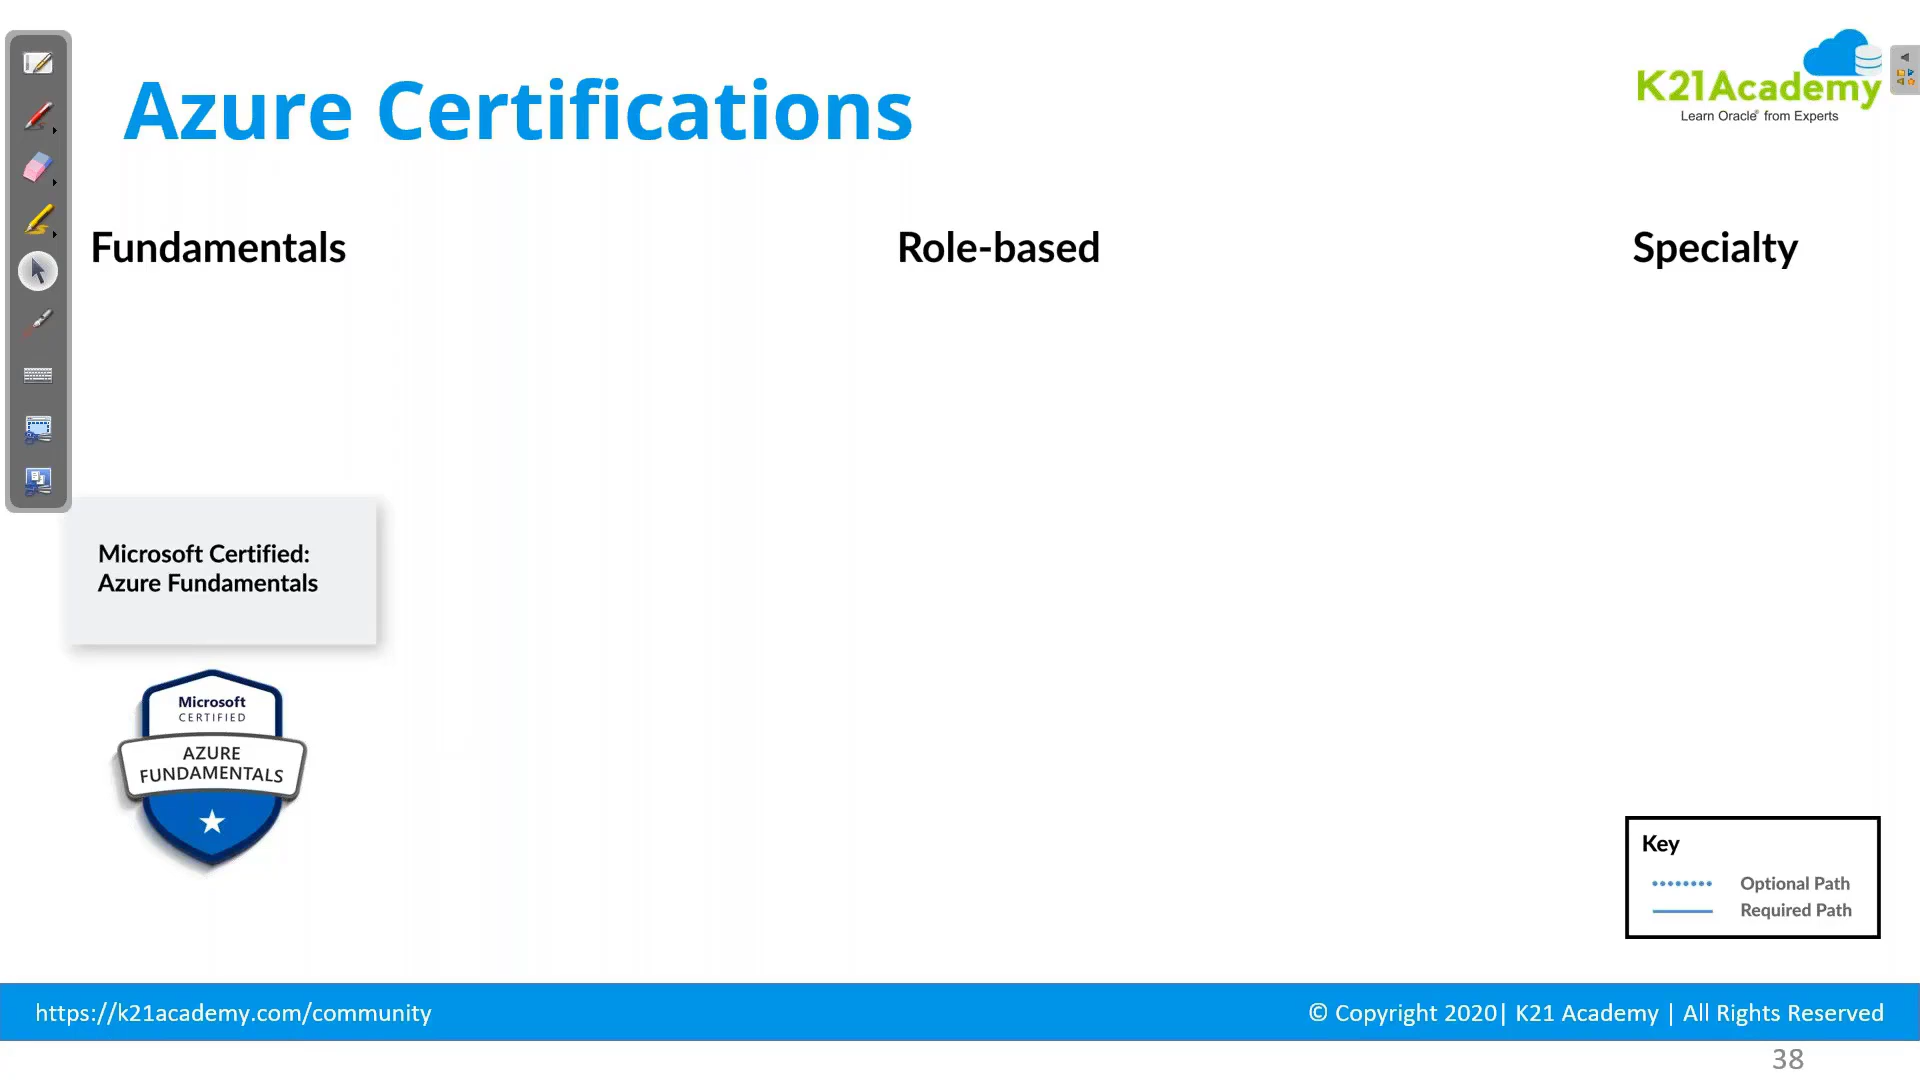 Azure Certifications
K21Academy
Learn Oracle® from Experts
Fundamentals
Role-based
Specialty
Microsoft Certified:
Azure Fundamentals
Microsoft
CERTIFIED
AZURE
FUNDAMENTALS
Key
Optional Path
Required Path
https://k21academy.com/community
© Copyright 2020| K21 Academy | All Rights Reserved
38